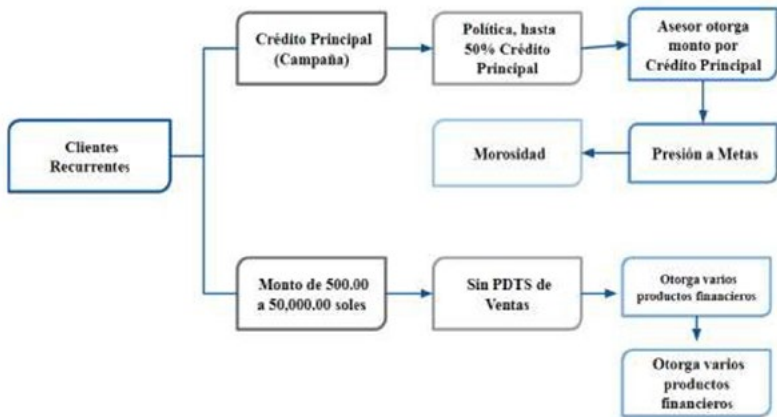 Crédito Principal
(Campaña)
Política, hasta
50% Crédito
Principal
Asesor otorga
monto por
Crédito Principal
Clientes
Recurrentes
Morosidad
Presión a Metas
Monto de 500.00
a 50,000.00 soles
Sin PDTS de
Ventas
Otorga varios
productos financieros
Otorga varios
productos
financieros